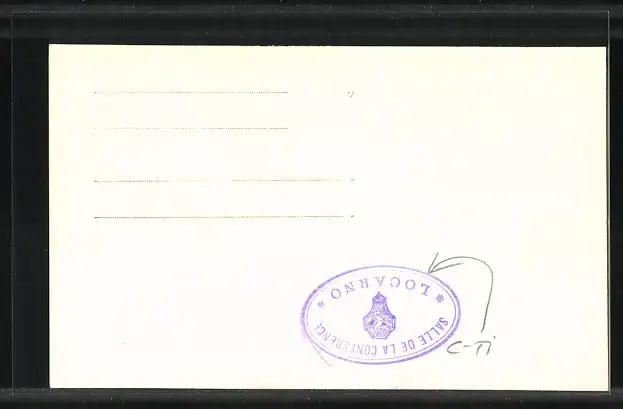 * LOCARNO *
SALLE DE LA CONFERENCE
C-Ti